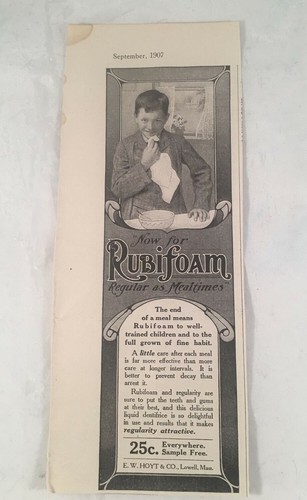 September, 1907
Now for
RUBIFOAM
Regular as Mealtimes
The end
of a meal means
Rubifoam to well-
trained children and to the
full grown of fine habit.
A little care after each meal
is far more effective than more
care at longer intervals. It is
better to prevent decay than
arrest it.
Rubifoam and regularity are
sure to put the teeth and gums
at their best, and this delicious
liquid dentifrice is so delightful
in use and results that it makes
regularity attractive.
25c. Everywhere.
Sample Free.
E. W. HOYT & CO., Lowell, Mass.